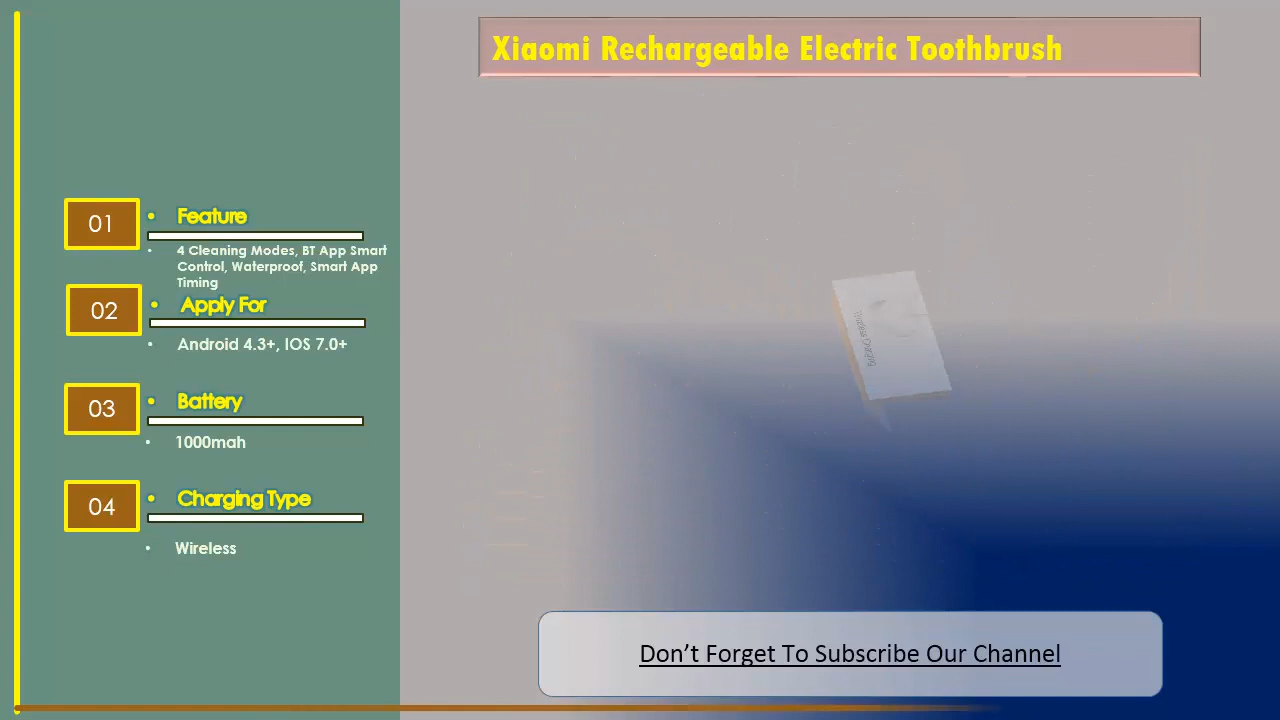 Xiaomi Rechargeable Electric Toothbrush
01
• Feature
• 4 Cleaning Modes, BT App Smart
Control, Waterproof, Smart App
Timing
02
• Apply For
• Android 4.3+, IOS 7.0+
03
• Battery
• 1000mah
04
• Charging Type
• Wireless
Don't Forget To Subscribe Our Channel